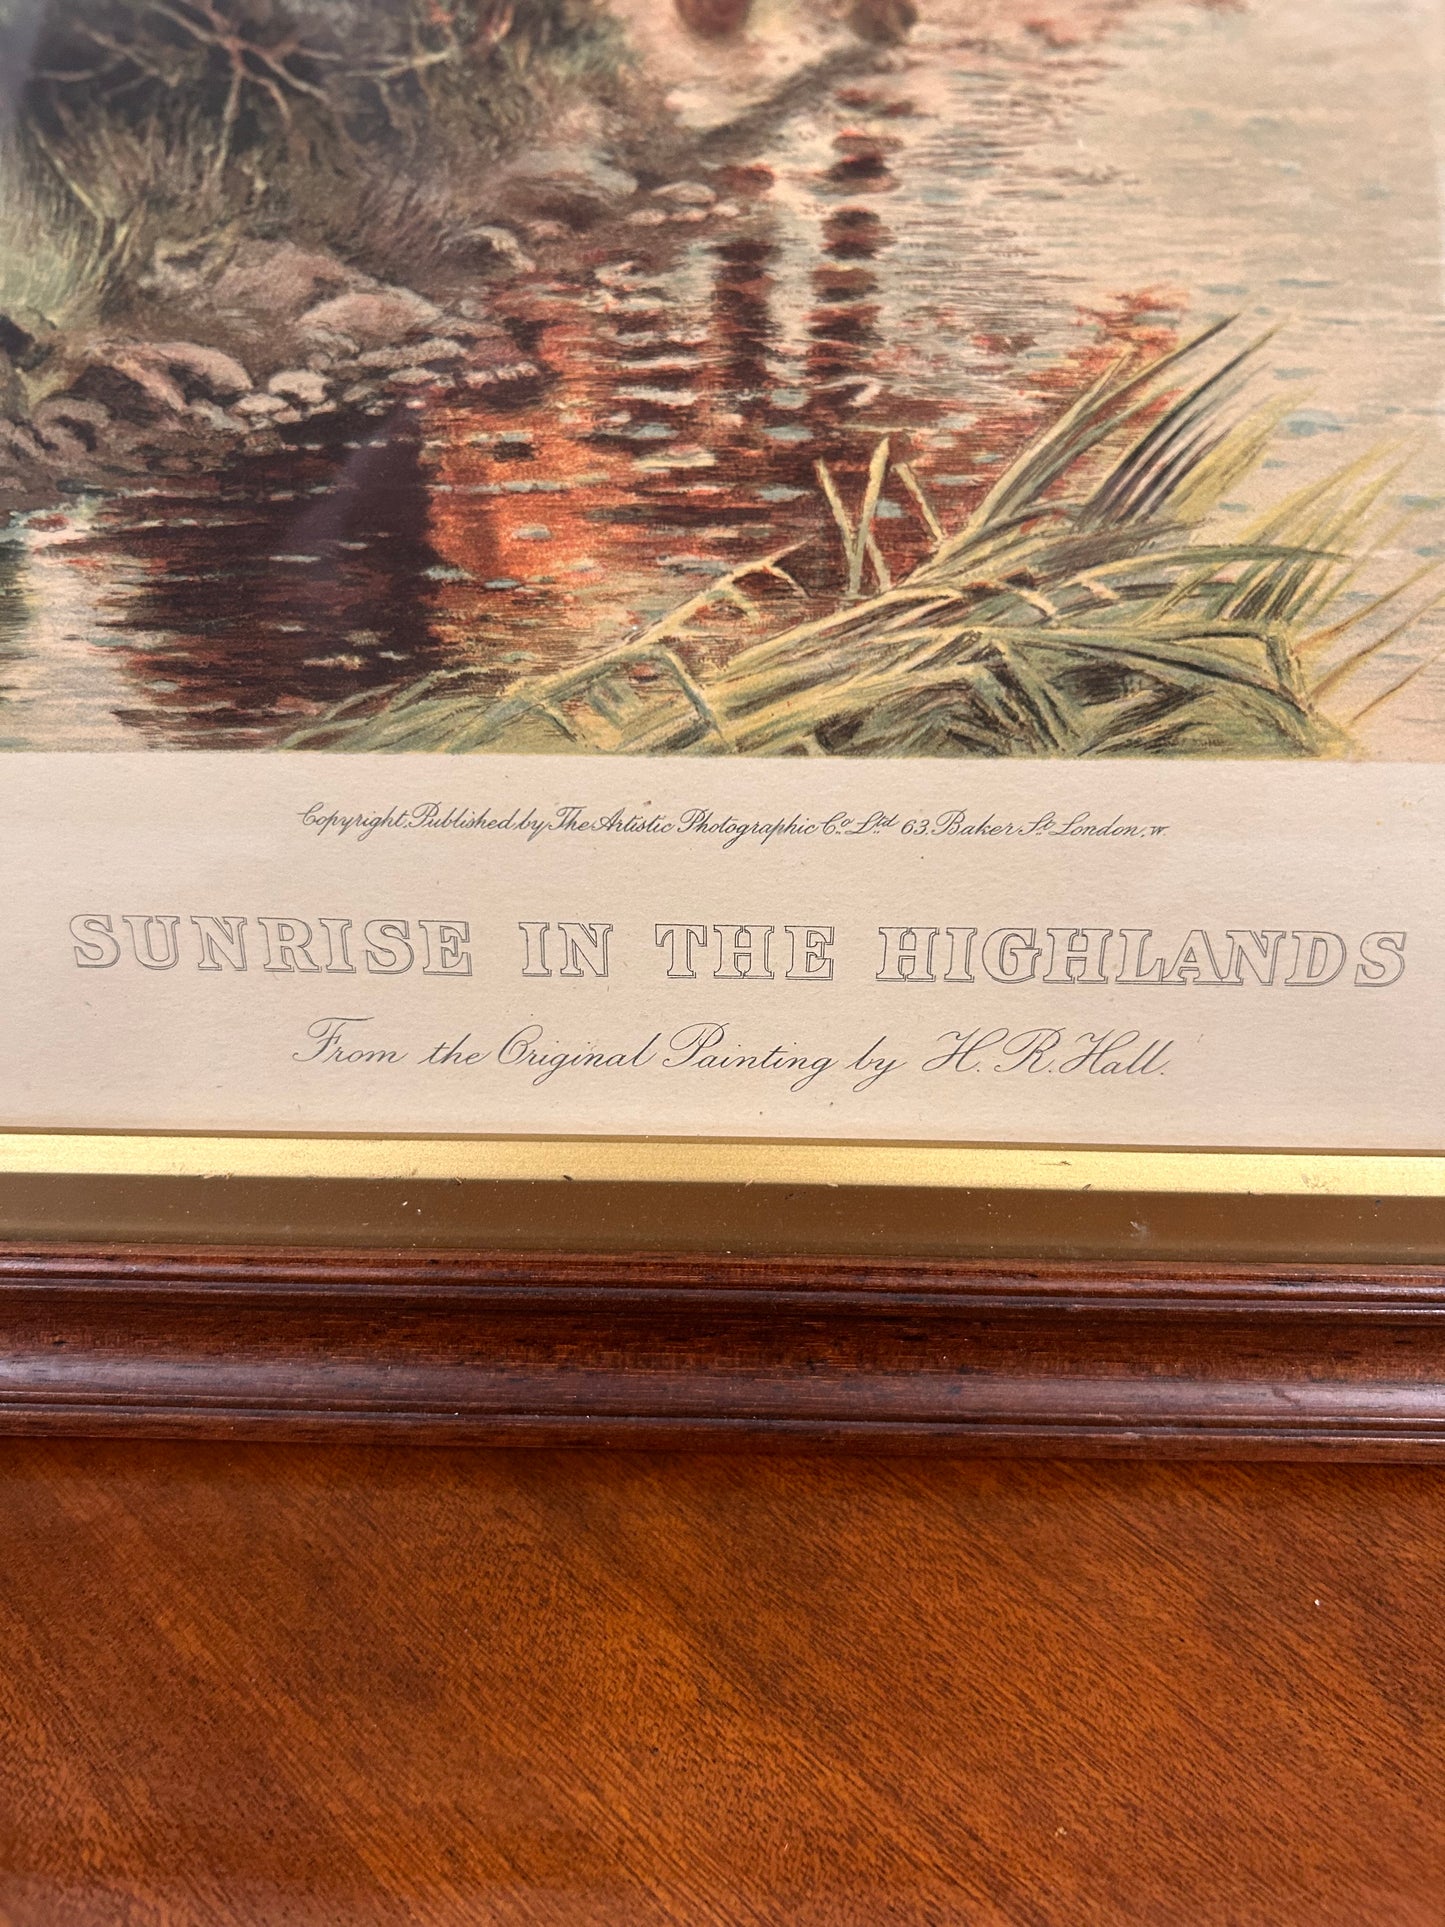 Copyright. Published by The Artistic Photographic Co. Ltd 63. Baker St. London. W.
SUNRISE IN THE HIGHLANDS
From the Original Painting by H. R. Hall.